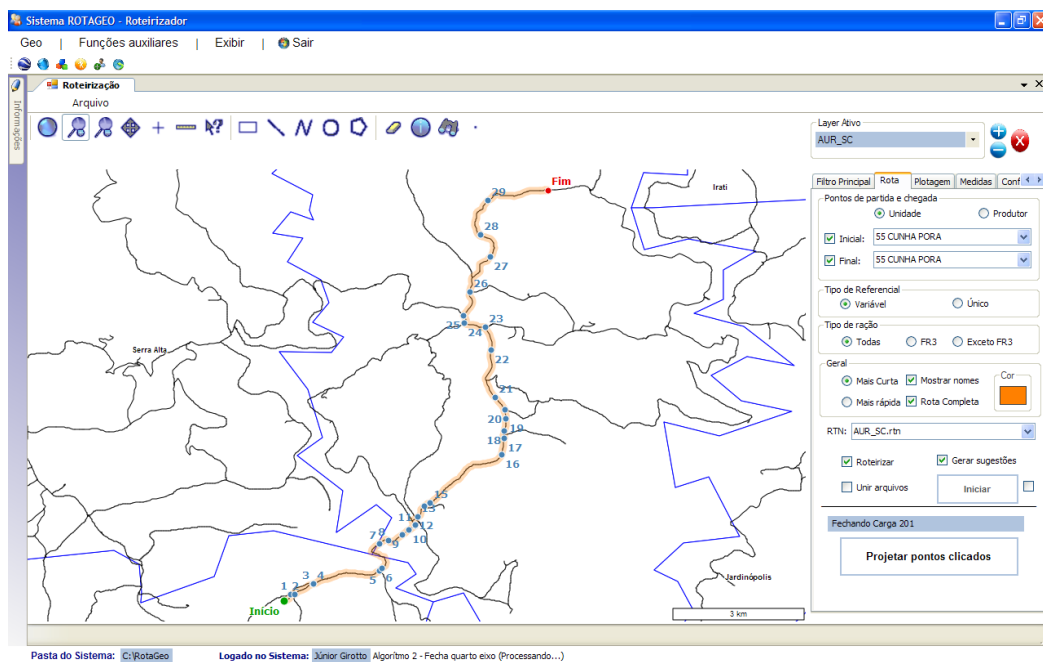 Sistema ROTAGEO - Roteirizador
Geo | Funções auxiliares | Exibir | Sair
Informações
Roteirização
Arquivo
Layer Ativo
AUR_SC
Filtro Principal Rota Plotagem Medidas Conf
Pontos de partida e chegada
Unidade Produtor
Inicial: 55 CUNHA PORA
Final: 55 CUNHA PORA
Tipo de Referencial
Variável Único
Tipo de ração
Todas FR3 Exceto FR3
Geral
Mais Curta Mostrar nomes Cor
Mais rápida Rota Completa
RTN: AUR_SC.rtn
Roteirizar Gerar sugestões
Unir arquivos Iniciar
Fechando Carga 201
Projetar pontos clicados
Fim
Irati
29
28
27
26
25 24 23
Serra Alta
22
21
20
19
18
17
16
15
13
11
12
10
8
7
9
6
5
3 4
1 2
Início
Jardinópolis
3 km
Pasta do Sistema: C:\RotaGeo Logado no Sistema: Júnior Girotto Algorítmo 2 - Fecha quarto eixo (Processando...)